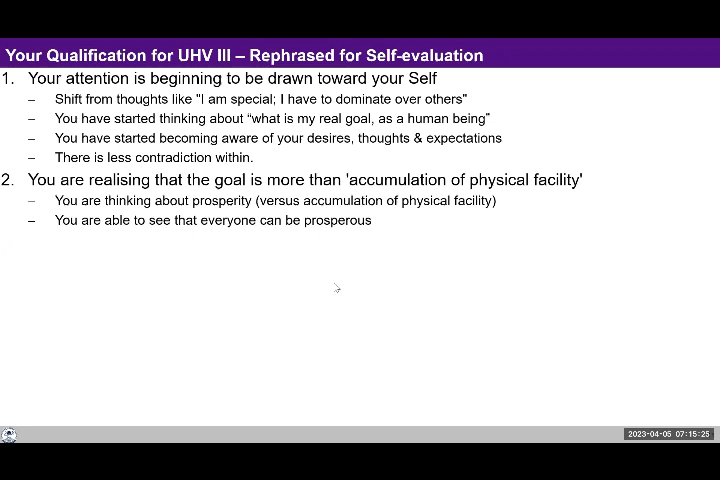 Your Qualification for UHV III – Rephrased for Self-evaluation
1. Your attention is beginning to be drawn toward your Self
– Shift from thoughts like "I am special; I have to dominate over others"
– You have started thinking about “what is my real goal, as a human being”
– You have started becoming aware of your desires, thoughts & expectations
– There is less contradiction within.
2. You are realising that the goal is more than 'accumulation of physical facility'
– You are thinking about prosperity (versus accumulation of physical facility)
– You are able to see that everyone can be prosperous
2023-04-05 07:15:25